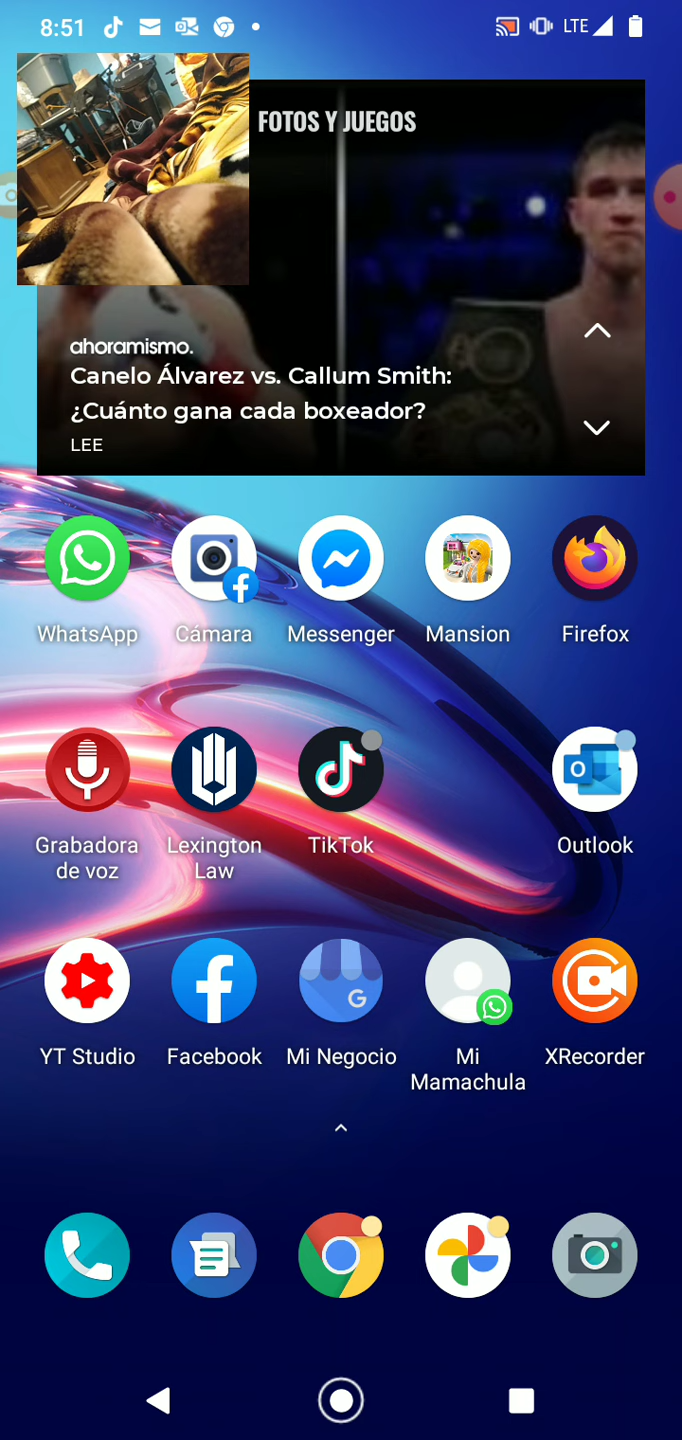 8:51
LTE
FOTOS Y JUEGOS
ahoramismo.
Canelo Álvarez vs. Callum Smith:
¿Cuánto gana cada boxeador?
LEE
WhatsApp
Cámara
Messenger
Mansion
Firefox
Grabadora
de voz
Lexington
Law
TikTok
Outlook
YT Studio
Facebook
Mi Negocio
Mi
Mamachula
XRecorder